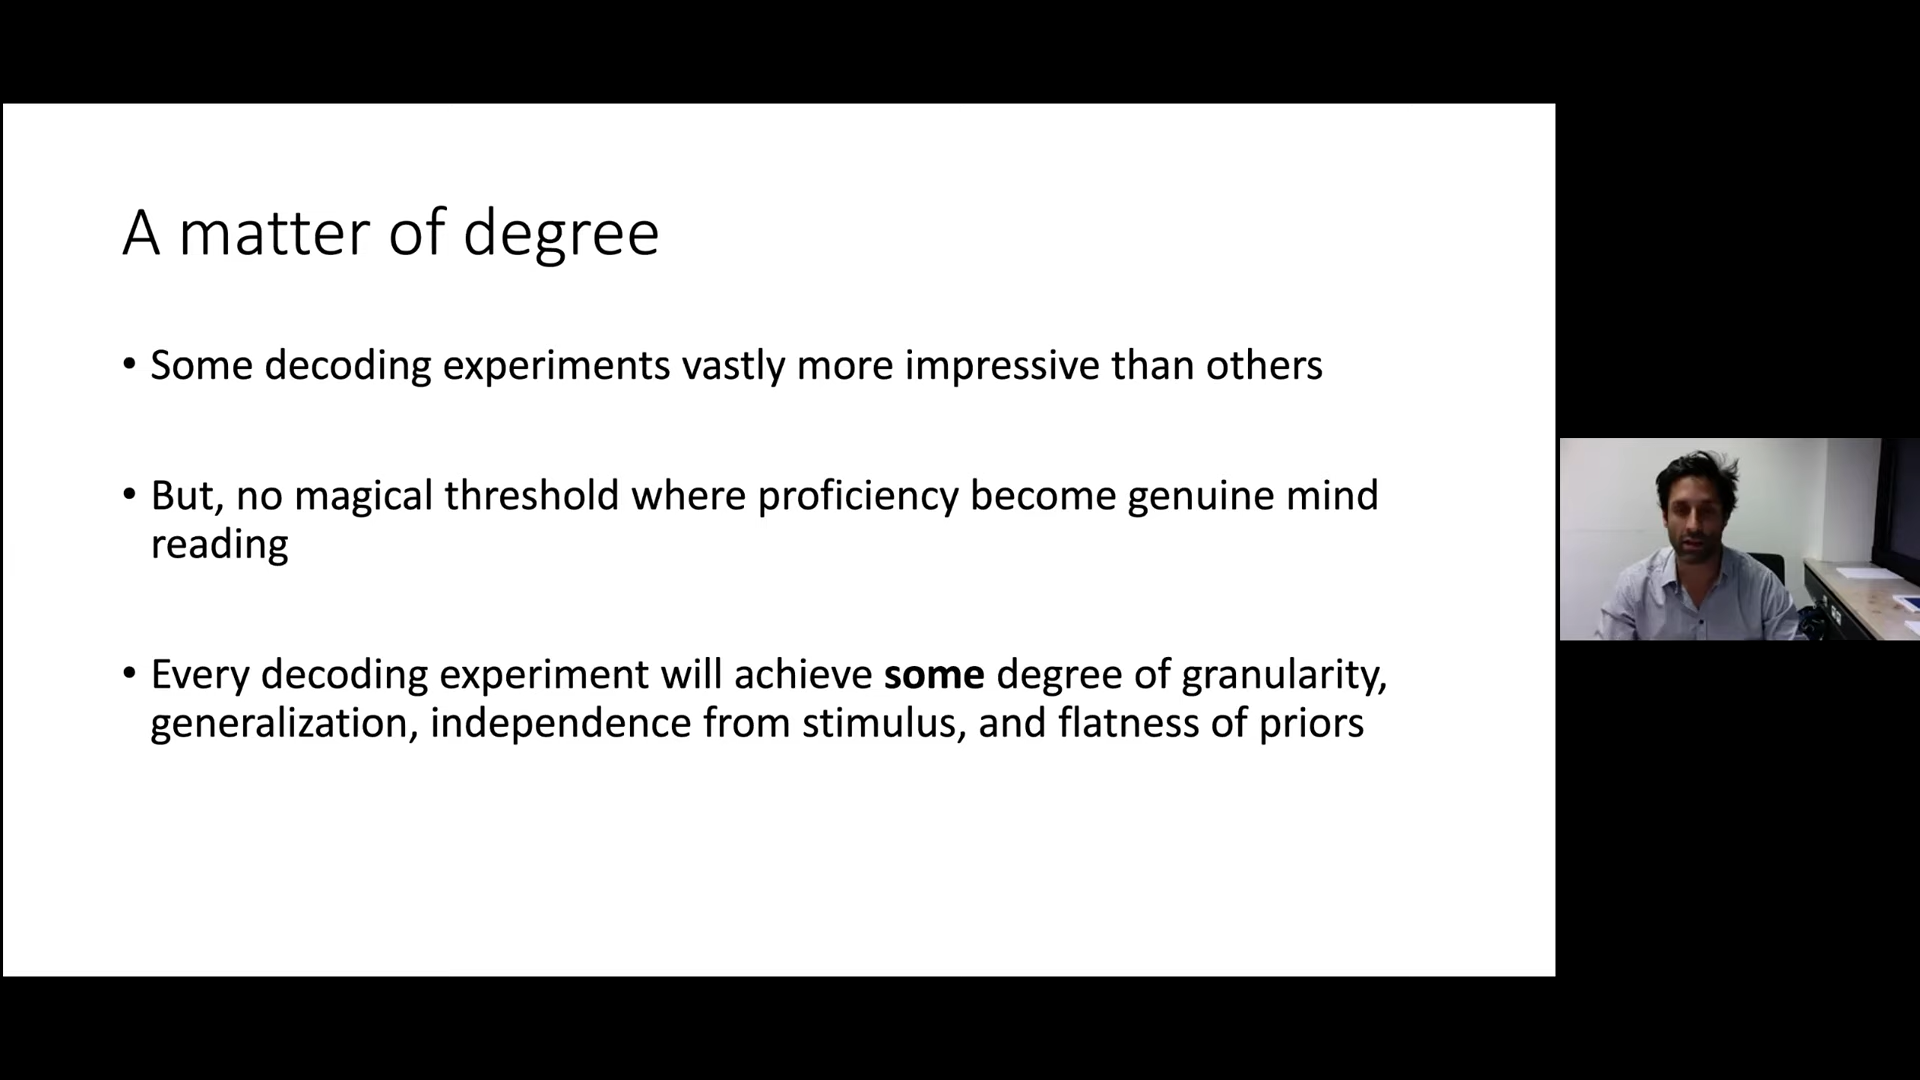 A matter of degree
• Some decoding experiments vastly more impressive than others
• But, no magical threshold where proficiency become genuine mind
reading
• Every decoding experiment will achieve some degree of granularity,
generalization, independence from stimulus, and flatness of priors